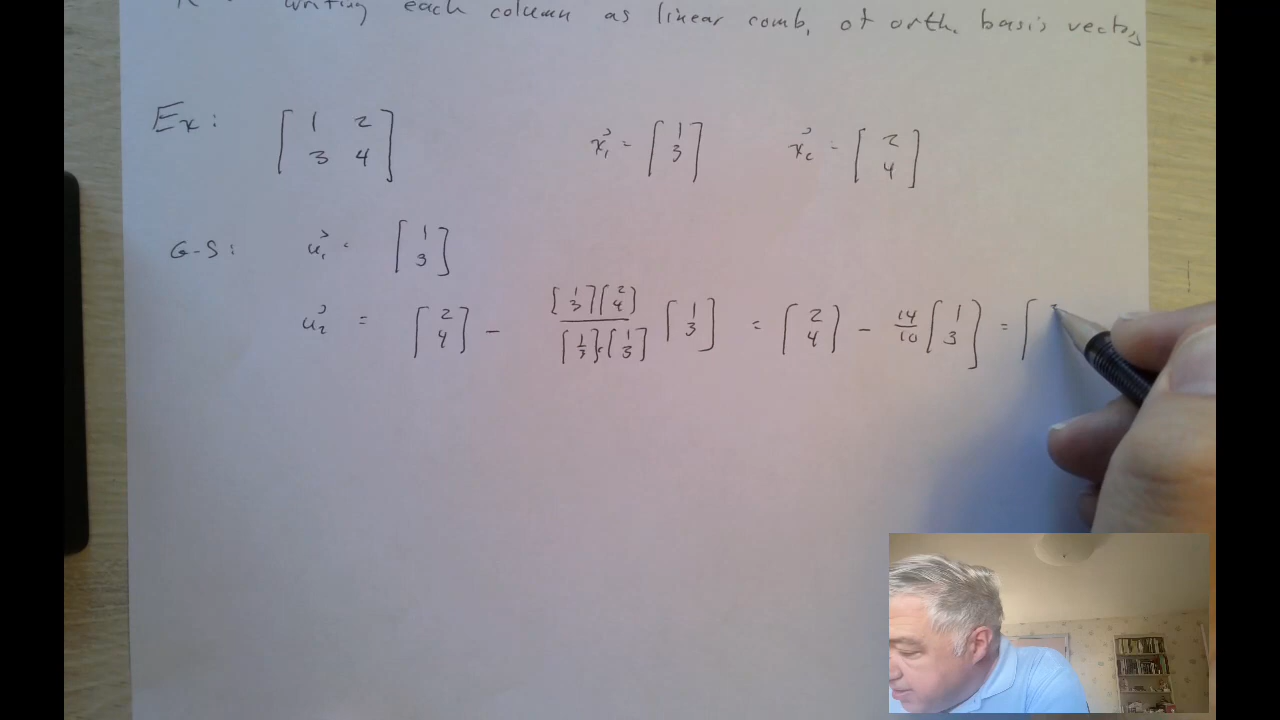 R : writing each column as linear comb. of orth. basis vectors
Ex: [1 2; 3 4] x⃗₁ = [1; 3] x⃗₂ = [2; 4]
G-S: u⃗₁ = [1; 3]
u⃗₂ = [2; 4] - ([1; 3]·[2; 4])/([1; 3]·[1; 3]) [1; 3] = [2; 4] - 14/10 [1; 3] = [